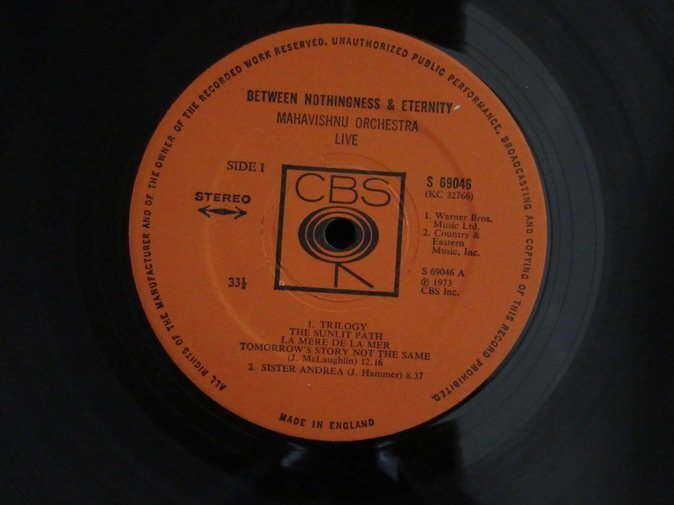 ALL RIGHTS OF THE MANUFACTURER AND OF THE OWNER OF THE RECORDED WORK RESERVED. UNAUTHORIZED PUBLIC PERFORMANCE, BROADCASTING AND COPYING OF THIS RECORD PROHIBITED.
BETWEEN NOTHINGNESS & ETERNITY
MAHAVISHNU ORCHESTRA
LIVE
SIDE 1
STEREO
33⅓
CBS
S 69046
(KC 32766)
1. Warner Bros.
Music Ltd.
2. Country &
Eastern
Music, Inc.
S 69046 A
℗ 1973
CBS Inc.
1. TRILOGY
THE SUNLIT PATH
LA MERE DE LA MER
TOMORROW'S STORY NOT THE SAME
(J. McLaughlin) 12.16
2. SISTER ANDREA (J. Hammer) 8.37
MADE IN ENGLAND